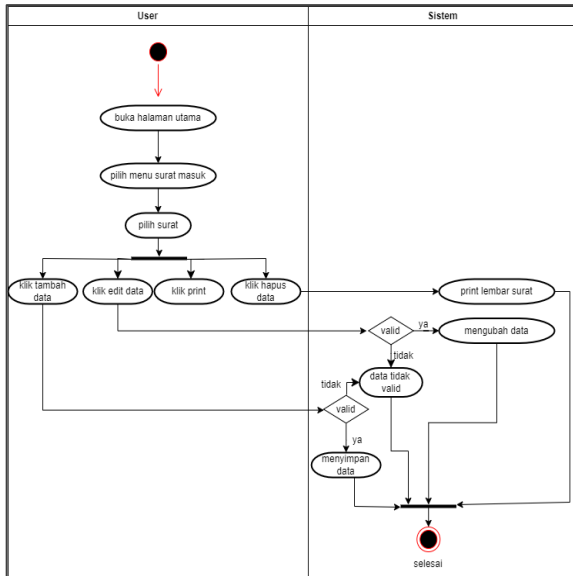 User
Sistem
buka halaman utama
pilih menu surat masuk
pilih surat
klik tambah
data
klik edit data
klik print
klik hapus
data
print lembar surat
valid
ya
mengubah data
tidak
data tidak
valid
tidak
valid
ya
menyimpan
data
selesai